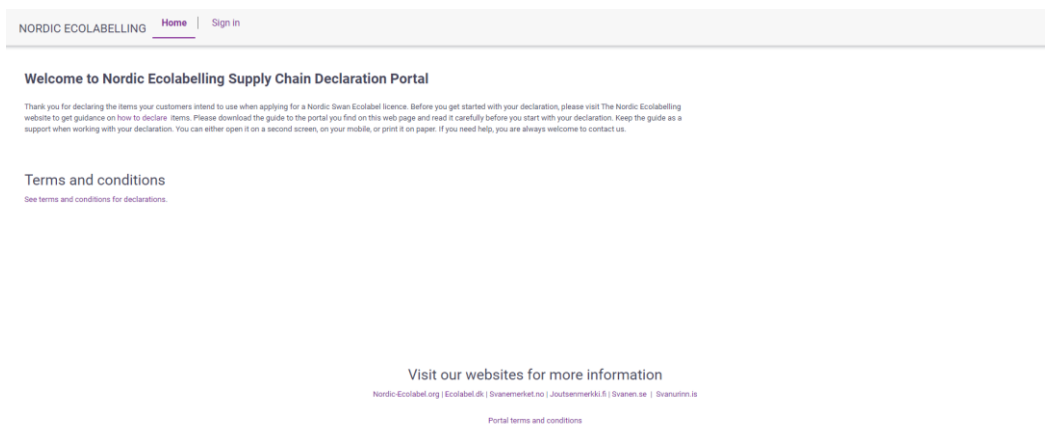 NORDIC ECOLABELLING Home | Sign in
Welcome to Nordic Ecolabelling Supply Chain Declaration Portal
Thank you for declaring the items your customers intend to use when applying for a Nordic Swan Ecolabel licence. Before you get started with your declaration, please visit The Nordic Ecolabelling
website to get guidance on how to declare items. Please download the guide to the portal you find on this web page and read it carefully before you start with your declaration. Keep the guide as a
support when working with your declaration. You can either open it on a second screen, on your mobile, or print it on paper. If you need help, you are always welcome to contact us.
Terms and conditions
See terms and conditions for declarations.
Visit our websites for more information
Nordic-Ecolabel.org | Ecolabel.dk | Svanemerket.no | Joutsenmerkki.fi | Svanen.se | Svanurinn.is
Portal terms and conditions